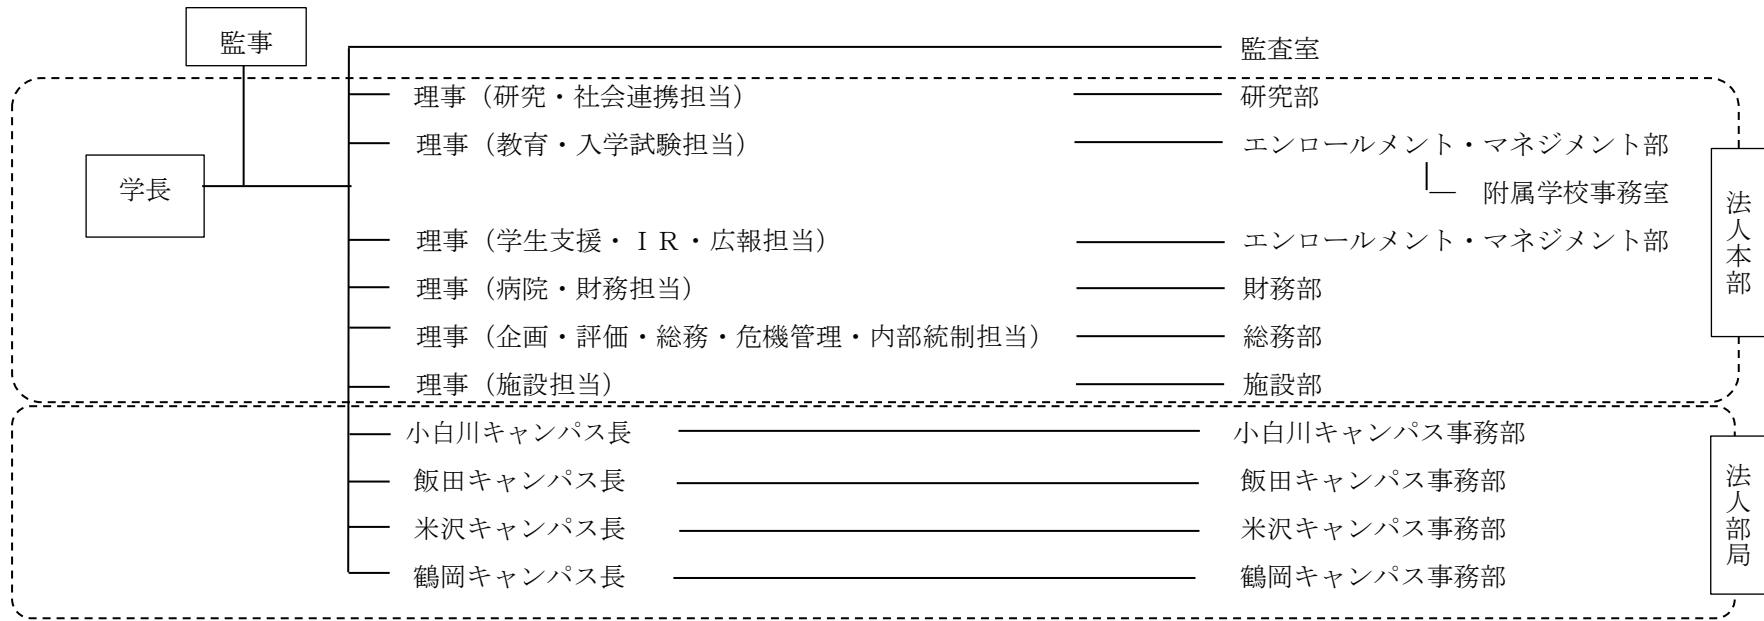 監事
監査室
理事（研究・社会連携担当）
研究部
理事（教育・入学試験担当）
エンロールメント・マネジメント部
学長
附属学校事務室
理事（学生支援・ＩＲ・広報担当）
エンロールメント・マネジメント部
理事（病院・財務担当）
財務部
理事（企画・評価・総務・危機管理・内部統制担当）
総務部
理事（施設担当）
施設部
法人本部
小白川キャンパス長
小白川キャンパス事務部
飯田キャンパス長
飯田キャンパス事務部
米沢キャンパス長
米沢キャンパス事務部
鶴岡キャンパス長
鶴岡キャンパス事務部
法人部局